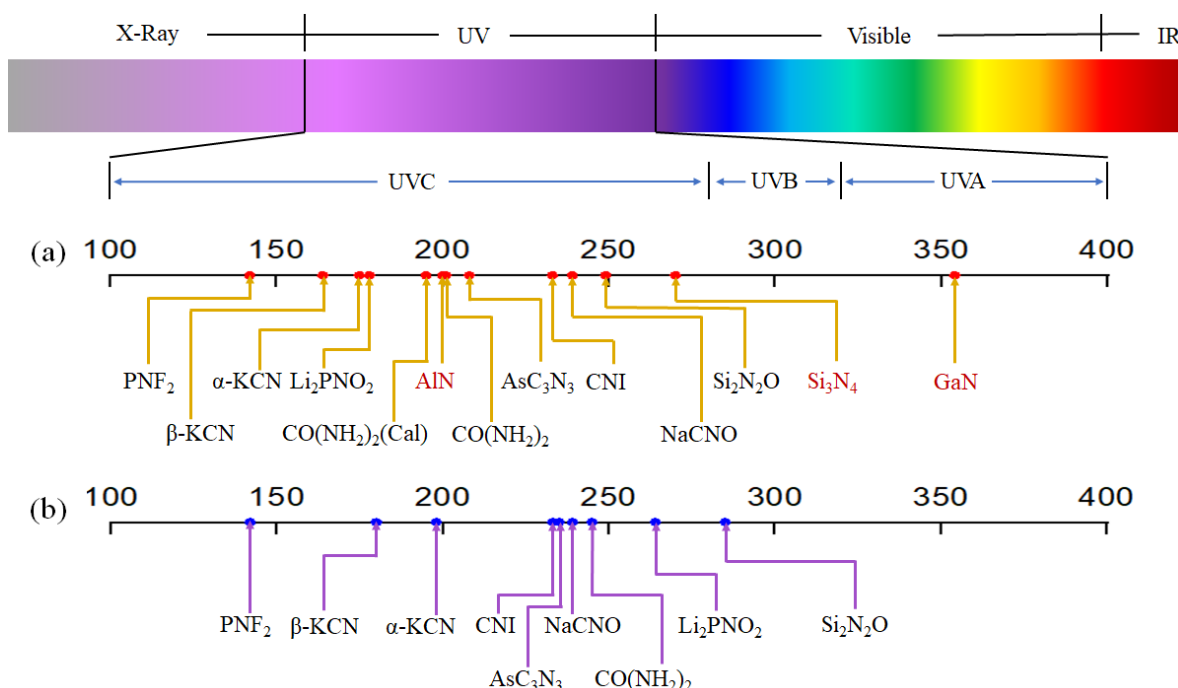 X-Ray UV Visible IR
UVC UVB UVA
(a) 100 150 200 250 300 350 400
PNF₂ α-KCN Li₂PNO₂ AlN AsC₃N₃ CNI Si₂N₂O Si₃N₄ GaN
β-KCN CO(NH₂)₂(Cal) CO(NH₂)₂ NaCNO
(b) 100 150 200 250 300 350 400
PNF₂ β-KCN α-KCN CNI NaCNO Li₂PNO₂ Si₂N₂O
AsC₃N₃ CO(NH₂)₂